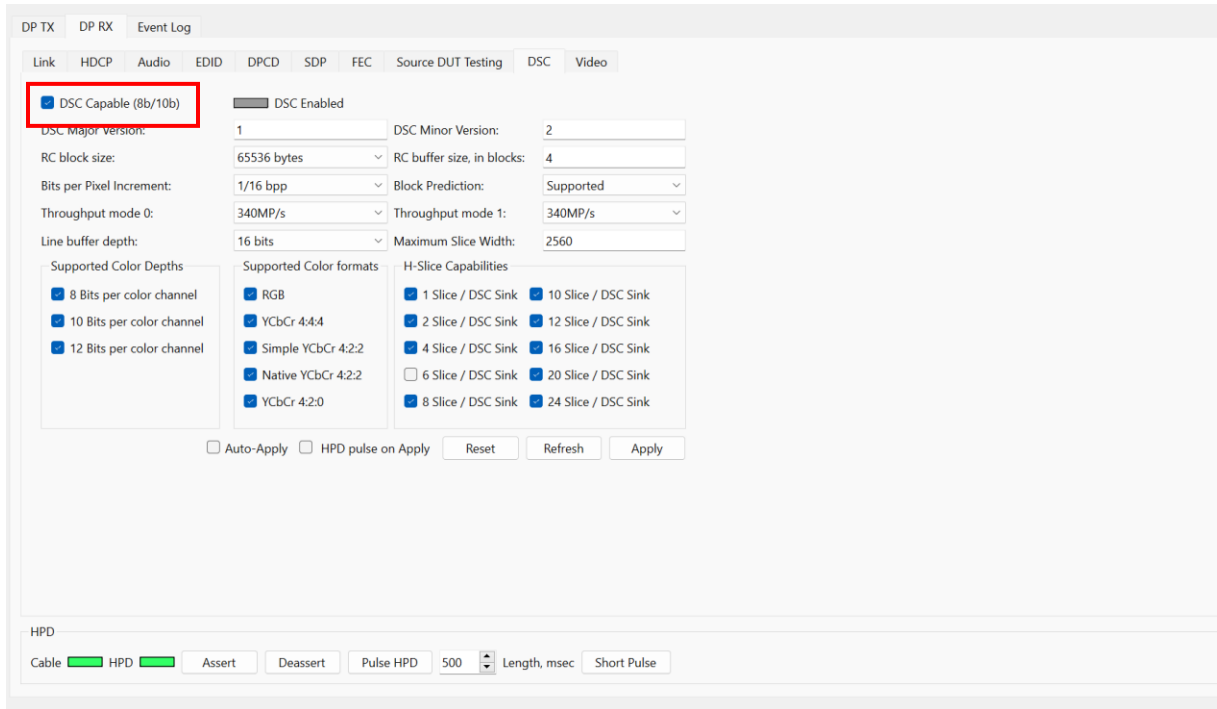 DP TX DP RX Event Log
Link HDCP Audio EDID DPCD SDP FEC Source DUT Testing DSC Video
DSC Capable (8b/10b) DSC Enabled
DSC Major Version: 1 DSC Minor Version: 2
RC block size: 65536 bytes RC buffer size, in blocks: 4
Bits per Pixel Increment: 1/16 bpp Block Prediction: Supported
Throughput mode 0: 340MP/s Throughput mode 1: 340MP/s
Line buffer depth: 16 bits Maximum Slice Width: 2560
Supported Color Depths Supported Color formats H-Slice Capabilities
8 Bits per color channel RGB 1 Slice / DSC Sink 10 Slice / DSC Sink
10 Bits per color channel YCbCr 4:4:4 2 Slice / DSC Sink 12 Slice / DSC Sink
12 Bits per color channel Simple YCbCr 4:2:2 4 Slice / DSC Sink 16 Slice / DSC Sink
Native YCbCr 4:2:2 6 Slice / DSC Sink 20 Slice / DSC Sink
YCbCr 4:2:0 8 Slice / DSC Sink 24 Slice / DSC Sink
Auto-Apply HPD pulse on Apply Reset Refresh Apply
HPD
Cable HPD Assert Deassert Pulse HPD 500 Length, msec Short Pulse